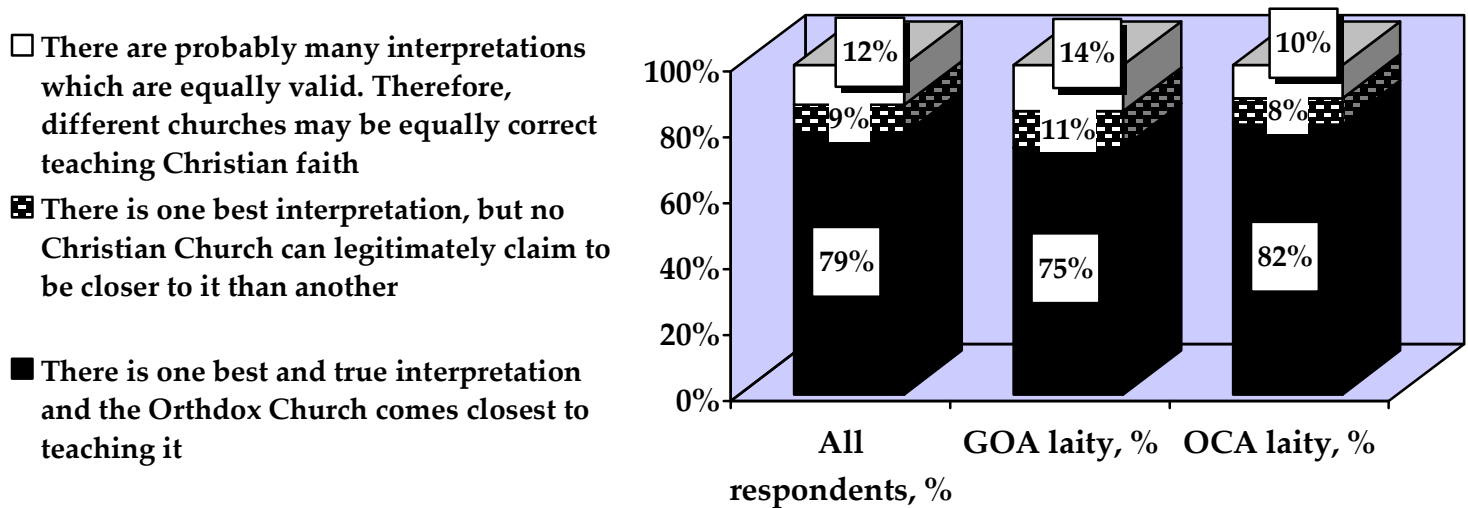 There are probably many interpretations
which are equally valid. Therefore,
different churches may be equally correct
teaching Christian faith
There is one best interpretation, but no
Christian Church can legitimately claim to
be closer to it than another
There is one best and true interpretation
and the Orthdox Church comes closest to
teaching it
100%
80%
60%
40%
20%
0%
12%
9%
79%
14%
11%
75%
10%
8%
82%
All
respondents, %
GOA laity, %
OCA laity, %